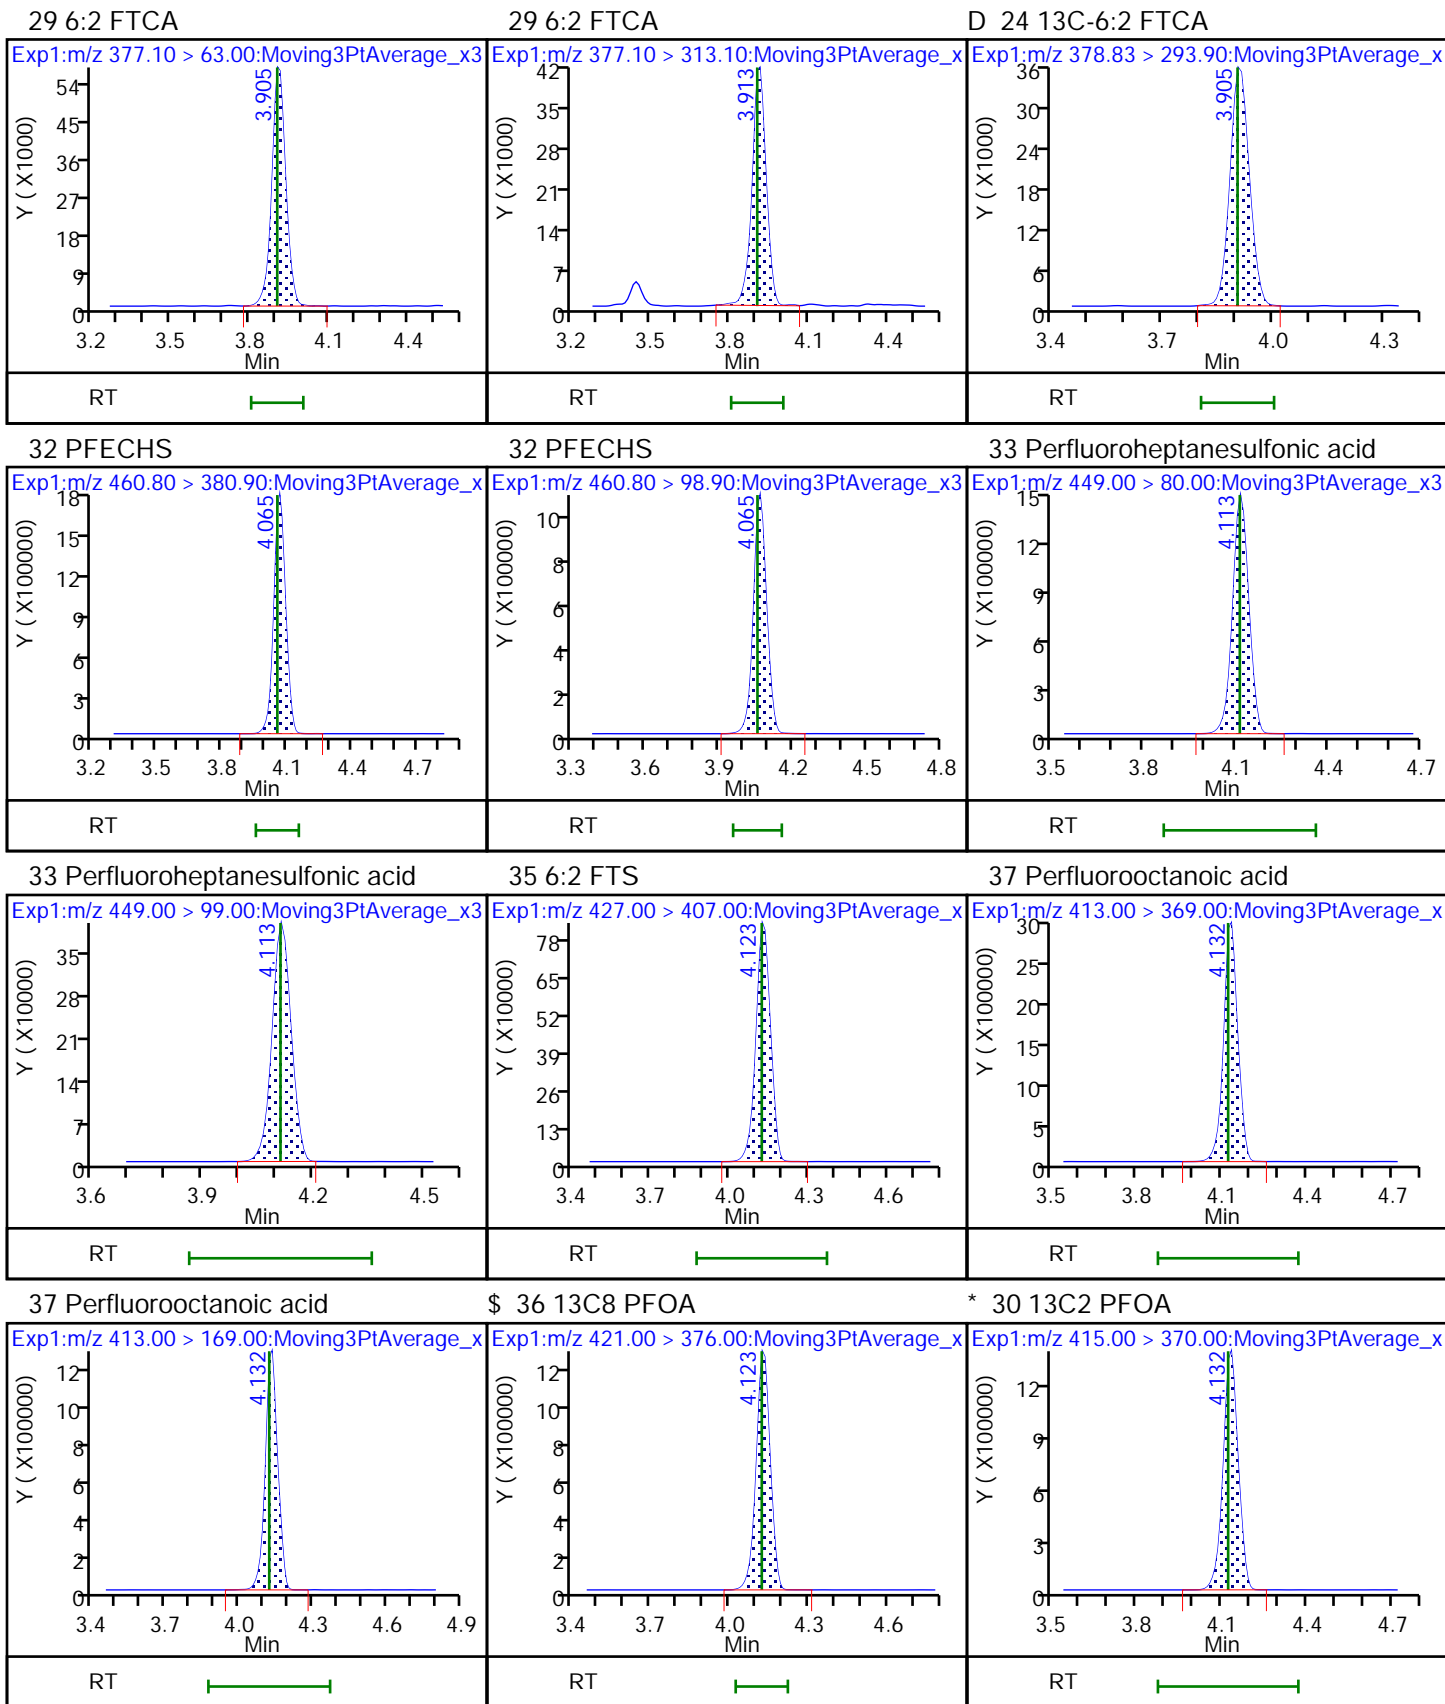 29 6:2 FTCA
Exp1:m/z 377.10 > 63.00:Moving3PtAverage_x3
Y ( X1000)
54
45
36
27
18
9
0
3.905
3.2 3.5 3.8 4.1 4.4
Min
RT
29 6:2 FTCA
Exp1:m/z 377.10 > 313.10:Moving3PtAverage_x
Y ( X1000)
42
35
28
21
14
7
0
3.913
3.2 3.5 3.8 4.1 4.4
Min
RT
D 24 13C-6:2 FTCA
Exp1:m/z 378.83 > 293.90:Moving3PtAverage_x
Y ( X1000)
36
30
24
18
12
6
0
3.905
3.4 3.7 4.0 4.3
Min
RT
32 PFECHS
Exp1:m/z 460.80 > 380.90:Moving3PtAverage_x
Y ( X100000)
18
15
12
9
6
3
0
4.065
3.2 3.5 3.8 4.1 4.4 4.7
Min
RT
32 PFECHS
Exp1:m/z 460.80 > 98.90:Moving3PtAverage_x3
Y ( X100000)
10
8
6
4
2
0
4.065
3.3 3.6 3.9 4.2 4.5 4.8
Min
RT
33 Perfluoroheptanesulfonic acid
Exp1:m/z 449.00 > 80.00:Moving3PtAverage_x3
Y ( X100000)
15
12
9
6
3
0
4.113
3.5 3.8 4.1 4.4 4.7
Min
RT
33 Perfluoroheptanesulfonic acid
Exp1:m/z 449.00 > 99.00:Moving3PtAverage_x3
Y ( X10000)
35
28
21
14
7
0
4.113
3.6 3.9 4.2 4.5
Min
RT
35 6:2 FTS
Exp1:m/z 427.00 > 407.00:Moving3PtAverage_x
Y ( X10000)
78
65
52
39
26
13
0
4.123
3.4 3.7 4.0 4.3 4.6
Min
RT
37 Perfluorooctanoic acid
Exp1:m/z 413.00 > 369.00:Moving3PtAverage_x
Y ( X100000)
30
25
20
15
10
5
0
4.132
3.5 3.8 4.1 4.4 4.7
Min
RT
37 Perfluorooctanoic acid
Exp1:m/z 413.00 > 169.00:Moving3PtAverage_x
Y ( X100000)
12
10
8
6
4
2
0
4.132
3.4 3.7 4.0 4.3 4.6 4.9
Min
RT
$ 36 13C8 PFOA
Exp1:m/z 421.00 > 376.00:Moving3PtAverage_x
Y ( X100000)
12
10
8
6
4
2
0
4.123
3.4 3.7 4.0 4.3 4.6
Min
RT
* 30 13C2 PFOA
Exp1:m/z 415.00 > 370.00:Moving3PtAverage_x
Y ( X100000)
12
9
6
3
0
4.132
3.5 3.8 4.1 4.4 4.7
Min
RT